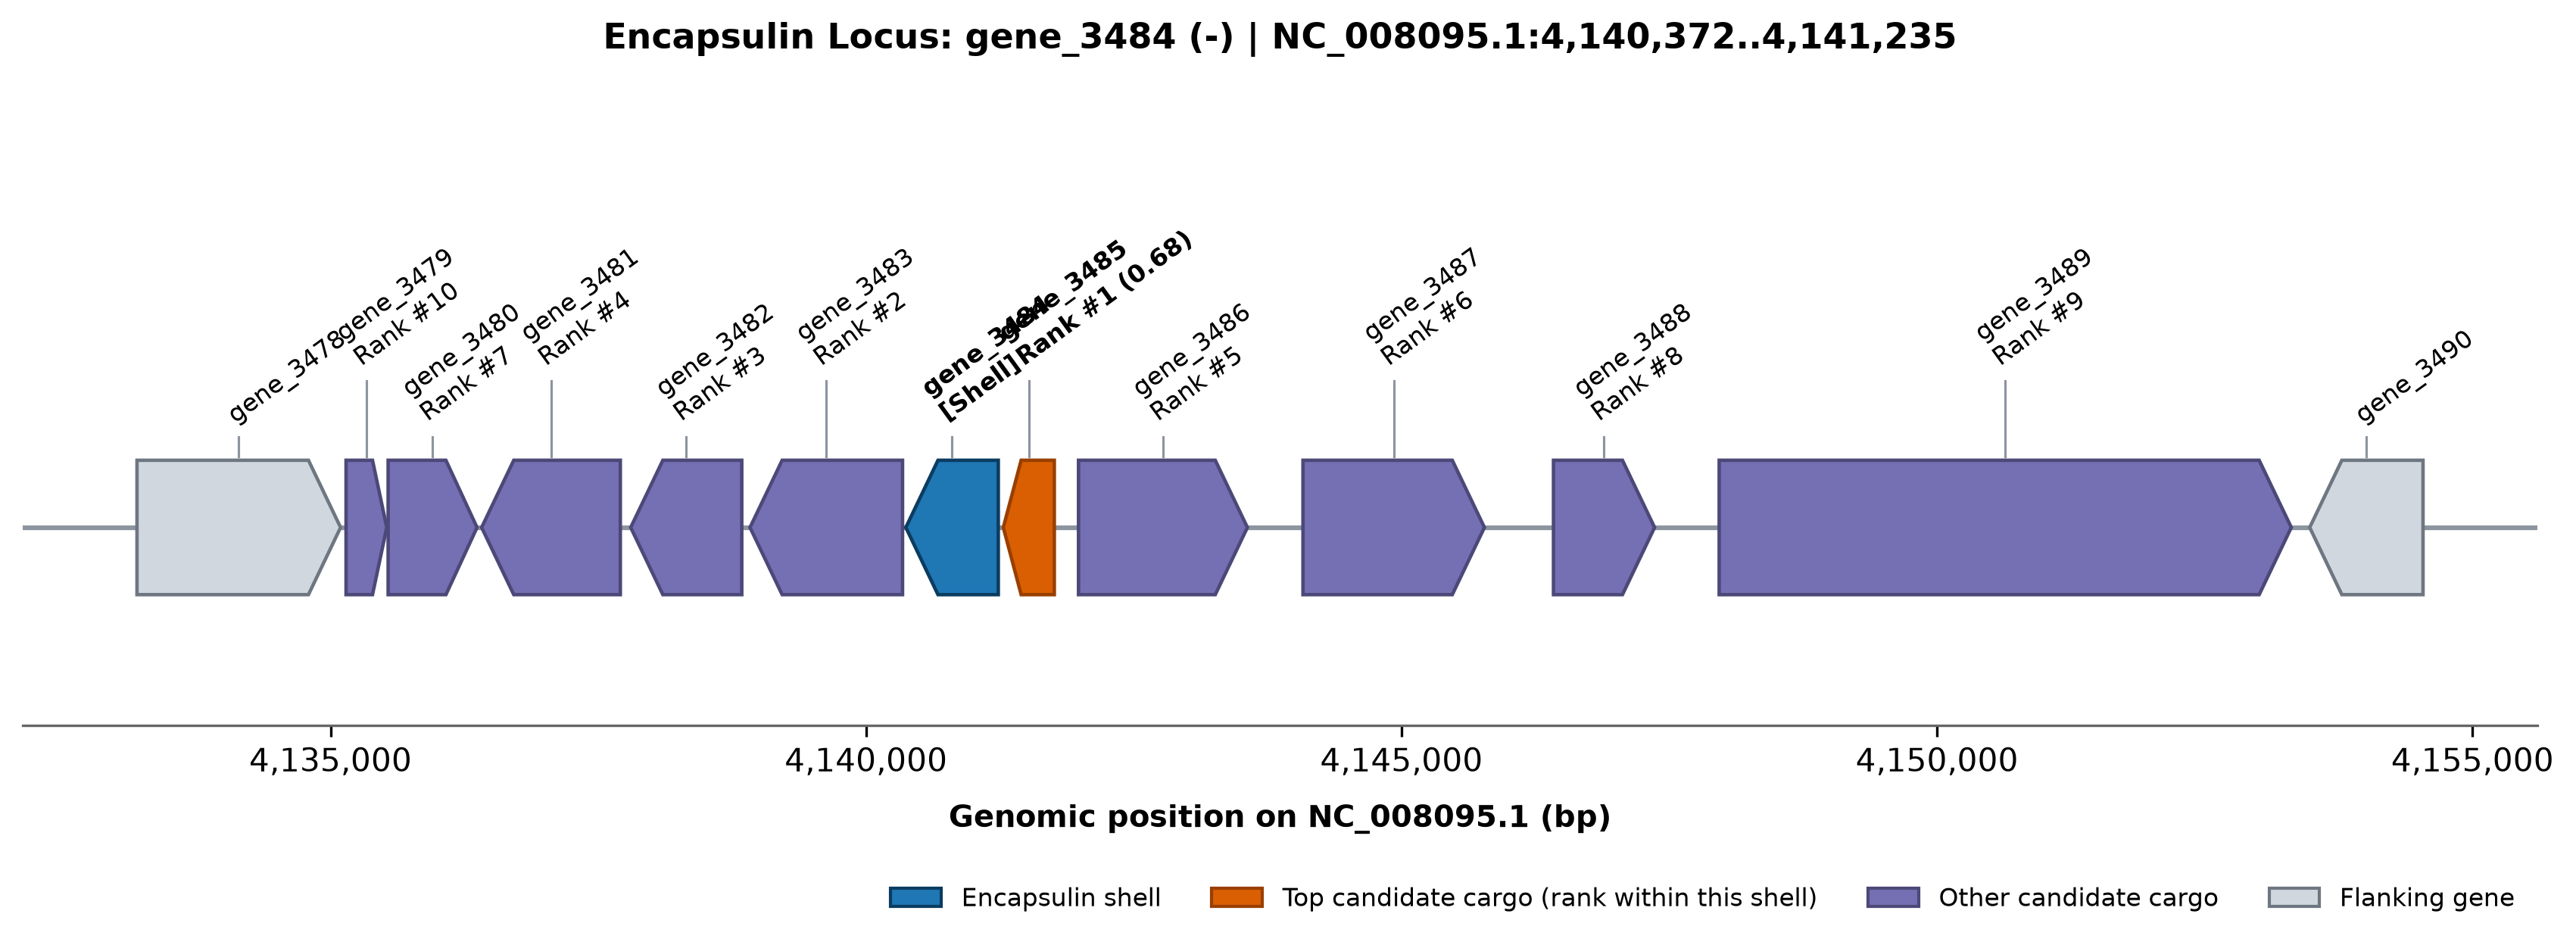 Encapsulin Locus: gene_3484 (-) | NC_008095.1:4,140,372..4,141,235
gene_3478
gene_3479
Rank #10
gene_3480
Rank #7
gene_3481
Rank #4
gene_3482
Rank #3
gene_3483
Rank #2
gene_3484
[Shell]
gene_3485
Rank #1 (0.68)
gene_3486
Rank #5
gene_3487
Rank #6
gene_3488
Rank #8
gene_3489
Rank #9
gene_3490
4,135,000
4,140,000
4,145,000
4,150,000
4,155,000
Genomic position on NC_008095.1 (bp)
Encapsulin shell
Top candidate cargo (rank within this shell)
Other candidate cargo
Flanking gene